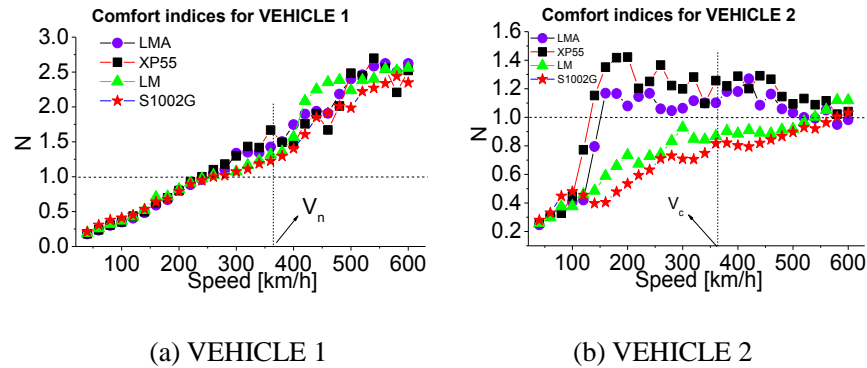 Comfort indices for VEHICLE 1
3.0
2.5
2.0
1.5
1.0
0.5
0.0
N
LMA
XP55
LM
S1002G
V_n
100 200 300 400 500 600
Speed [km/h]
(a) VEHICLE 1
Comfort indices for VEHICLE 2
1.6
1.4
1.2
1.0
0.8
0.6
0.4
0.2
N
LMA
XP55
LM
S1002G
V_c
100 200 300 400 500 600
Speed [km/h]
(b) VEHICLE 2